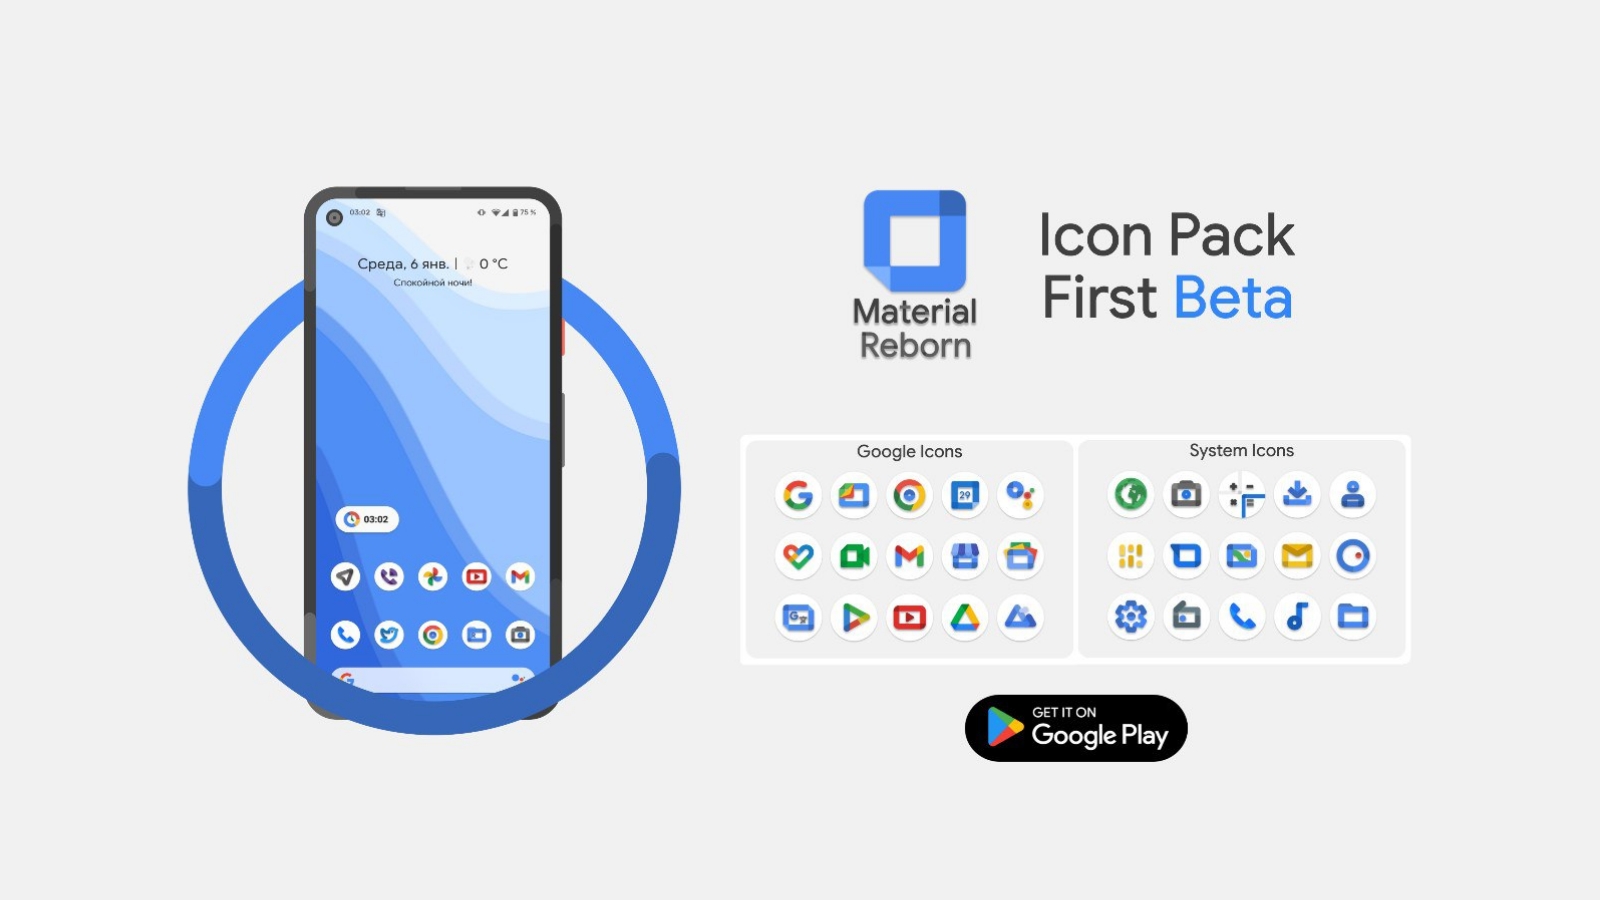 03:02
75 %
Среда, 6 янв. | 0 °C
Спокойной ночи!
03:02
Material
Reborn
Icon Pack
First Beta
Google Icons
System Icons
29
GET IT ON
Google Play